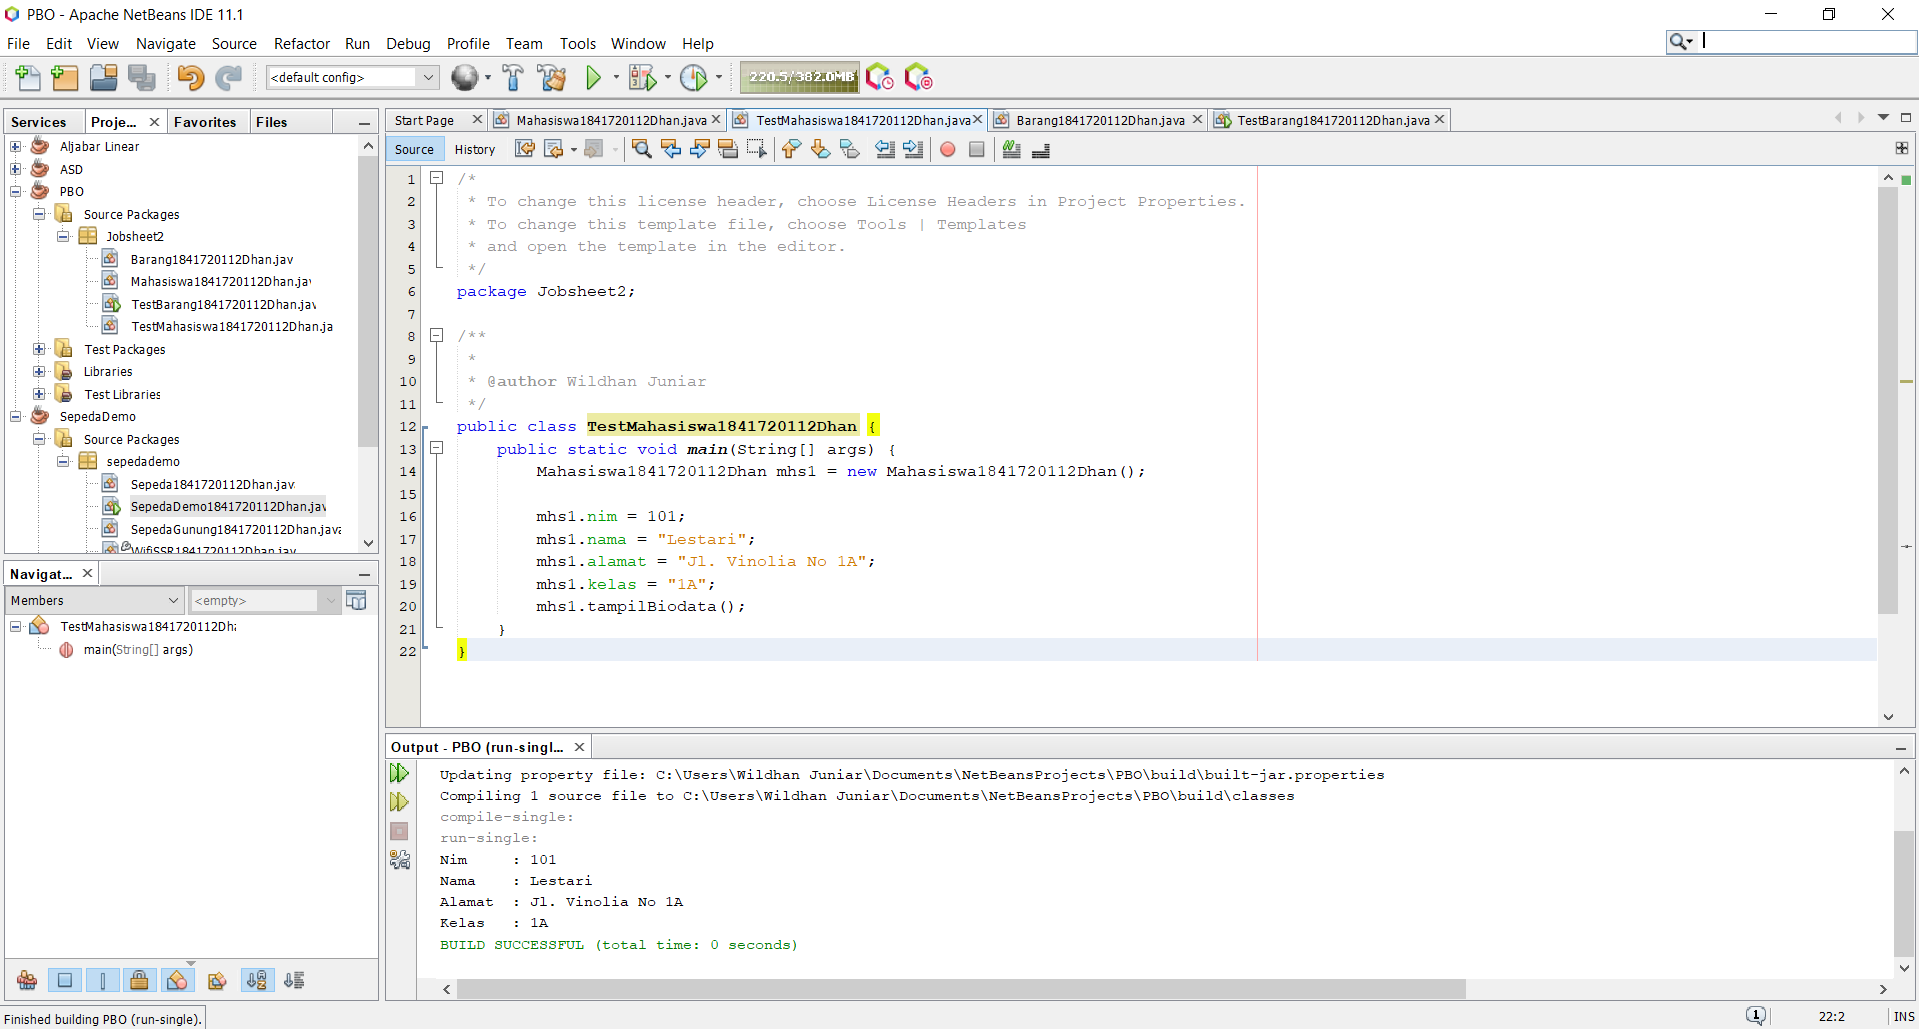 PBO - Apache NetBeans IDE 11.1
File Edit View Navigate Source Refactor Run Debug Profile Team Tools Window Help
<default config>
220.5/382.0MB
Services Proje... Favorites Files
Aljabar Linear
ASD
PBO
Source Packages
Jobsheet2
Barang1841720112Dhan.jav
Mahasiswa1841720112Dhan.jav
TestBarang1841720112Dhan.jav
TestMahasiswa1841720112Dhan.ja
Test Packages
Libraries
Test Libraries
SepedaDemo
Source Packages
sepedademo
Sepeda1841720112Dhan.jav
SepedaDemo1841720112Dhan.jav
SepedaGunung1841720112Dhan.java
WifiSSR1841720112Dhan.jav
Navigat...
Members <empty>
TestMahasiswa1841720112Dh
main(String[] args)
Start Page Mahasiswa1841720112Dhan.java TestMahasiswa1841720112Dhan.java Barang1841720112Dhan.java TestBarang1841720112Dhan.java
Source History
1 /*
2 * To change this license header, choose License Headers in Project Properties.
3 * To change this template file, choose Tools | Templates
4 * and open the template in the editor.
5 */
6 package Jobsheet2;
7
8 /**
9 *
10 * @author Wildhan Juniar
11 */
12 public class TestMahasiswa1841720112Dhan {
13 public static void main(String[] args) {
14 Mahasiswa1841720112Dhan mhs1 = new Mahasiswa1841720112Dhan();
15
16 mhs1.nim = 101;
17 mhs1.nama = "Lestari";
18 mhs1.alamat = "Jl. Vinolia No 1A";
19 mhs1.kelas = "1A";
20 mhs1.tampilBiodata();
21 }
22 }
Output - PBO (run-singl...
Updating property file: C:\Users\Wildhan Juniar\Documents\NetBeansProjects\PBO\build\built-jar.properties
Compiling 1 source file to C:\Users\Wildhan Juniar\Documents\NetBeansProjects\PBO\build\classes
compile-single:
run-single:
Nim : 101
Nama : Lestari
Alamat : Jl. Vinolia No 1A
Kelas : 1A
BUILD SUCCESSFUL (total time: 0 seconds)
Finished building PBO (run-single).
1
22:2
INS